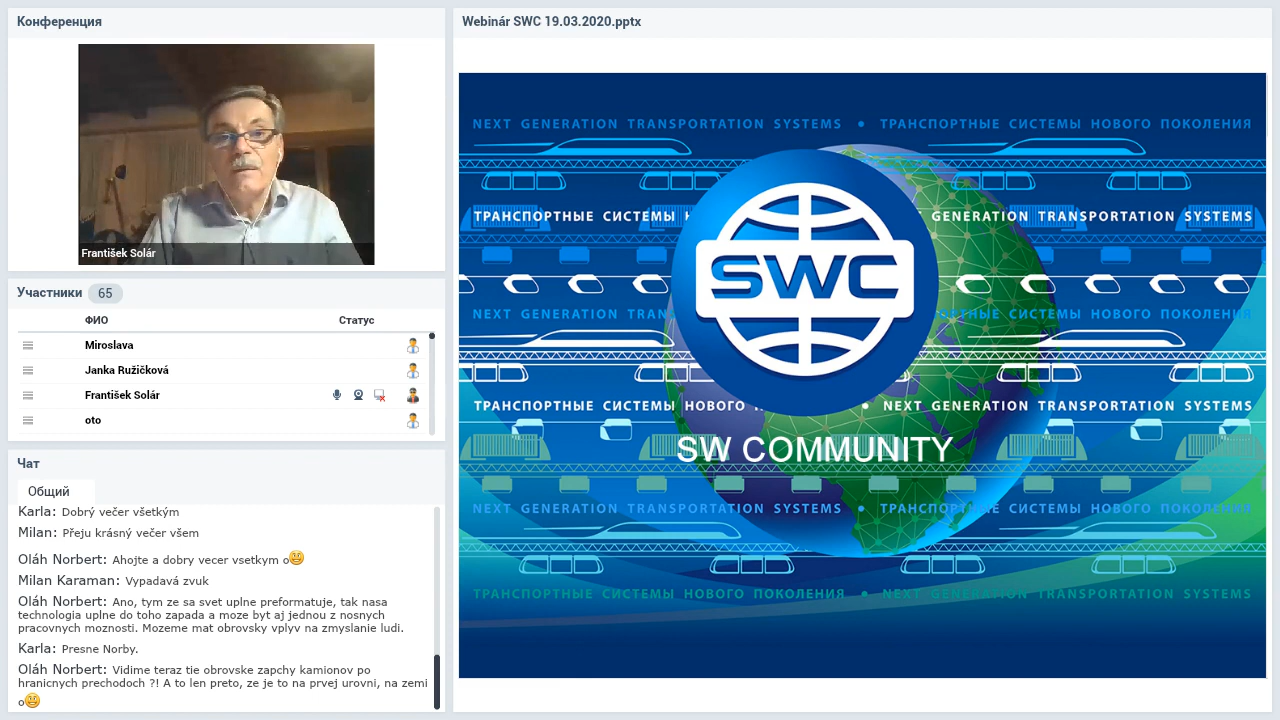 Конференция
František Solár
Участники 65
ФИО Статус
Miroslava
Janka Ružičková
František Solár
oto
Чат
Общий
Karla: Dobrý večer všetkým
Milan: Přeju krásný večer všem
Oláh Norbert: Ahojte a dobry vecer vsetkym o
Milan Karaman: Vypadavá zvuk
Oláh Norbert: Ano, tym ze sa svet uplne preformatuje, tak nasa
technologia uplne do toho zapada a moze byt aj jednou z nosnych
pracovnych moznosti. Mozeme mat obrovsky vplyv na zmyslanie ludi.
Karla: Presne Norby.
Oláh Norbert: Vidime teraz tie obrovske zapchy kamionov po
hranicnych prechodoch ?! A to len preto, ze je to na prvej urovni, na zemi
o
Webinár SWC 19.03.2020.pptx
NEXT GENERATION TRANSPORTATION SYSTEMS • ТРАНСПОРТНЫЕ СИСТЕМЫ НОВОГО ПОКОЛЕНИЯ
ТРАНСПОРТНЫЕ СИСТЕМЫ GENERATION TRANSPORTATION SYSTEMS
SWC
NEXT GENERATION СИСТЕМЫ НОВОГО ПОКОЛЕНИЯ
ТРАНСПОРТНЫЕ СИСТЕМЫ НОВОГО • NEXT GENERATION TRANSPORTATION SYSTEMS
SW COMMUNITY
NEXT GENERATION TRANSPORTATION SYSTEMS • ТРАНСПОРТНЫЕ СИСТЕМЫ НОВОГО ПОКОЛЕНИЯ
ТРАНСПОРТНЫЕ СИСТЕМЫ НОВОГО ПОКОЛЕНИЯ • NEXT GENERATION TRANSPORTATION SYSTEMS